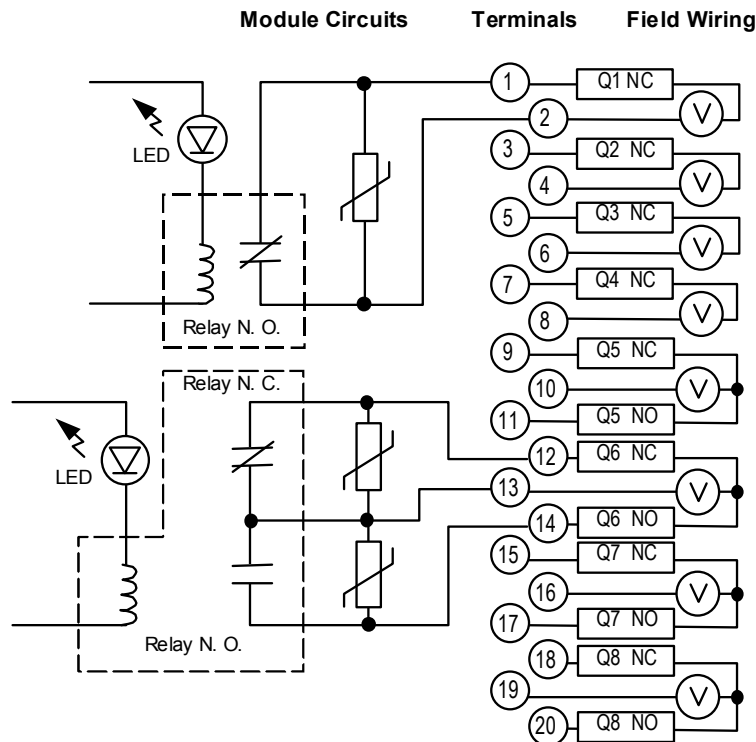 Module Circuits Terminals Field Wiring
1 Q1 NC
2 V
LED
3 Q2 NC
4 V
5 Q3 NC
6 V
7 Q4 NC
8 V
Relay N. O.
9 Q5 NC
Relay N. C.
10 V
11 Q5 NO
12 Q6 NC
LED
13 V
14 Q6 NO
15 Q7 NC
16 V
17 Q7 NO
Relay N. O.
18 Q8 NC
19 V
20 Q8 NO